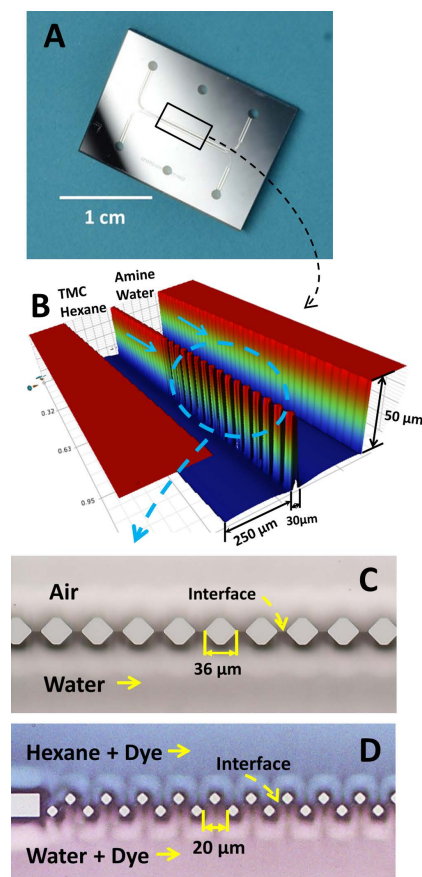 A
1 cm
TMC
Hexane
Amine
Water
B
0.32
0.63
0.95
50 µm
250 µm
30µm
C
Air
Interface
36 µm
Water
D
Hexane + Dye
Interface
20 µm
Water + Dye